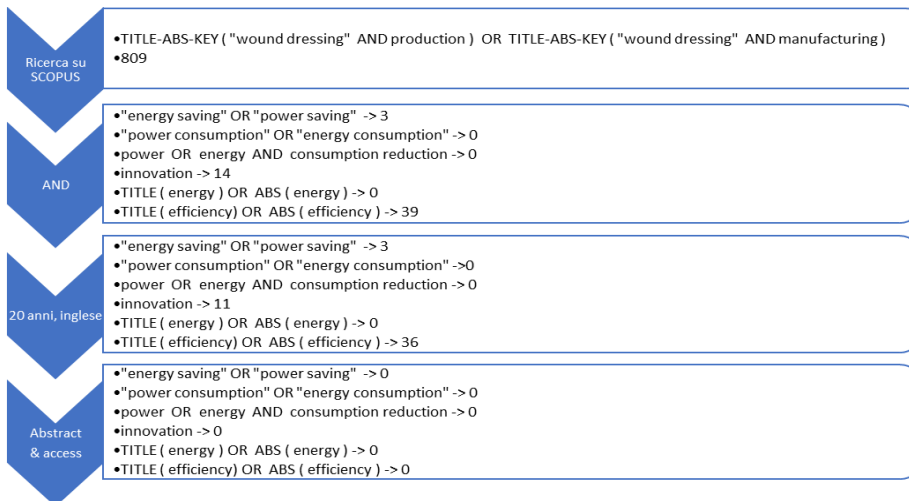 Ricerca su
SCOPUS
•TITLE-ABS-KEY ( "wound dressing" AND production ) OR TITLE-ABS-KEY ( "wound dressing" AND manufacturing )
•809
AND
•"energy saving" OR "power saving" -> 3
•"power consumption" OR "energy consumption" -> 0
•power OR energy AND consumption reduction -> 0
•innovation -> 14
•TITLE ( energy ) OR ABS ( energy ) -> 0
•TITLE ( efficiency) OR ABS ( efficiency ) -> 39
20 anni, inglese
•"energy saving" OR "power saving" -> 3
•"power consumption" OR "energy consumption" ->0
•power OR energy AND consumption reduction -> 0
•innovation -> 11
•TITLE ( energy ) OR ABS ( energy ) -> 0
•TITLE ( efficiency) OR ABS ( efficiency ) -> 36
Abstract
& access
•"energy saving" OR "power saving" -> 0
•"power consumption" OR "energy consumption" -> 0
•power OR energy AND consumption reduction -> 0
•innovation -> 0
•TITLE ( energy ) OR ABS ( energy ) -> 0
•TITLE ( efficiency) OR ABS ( efficiency ) -> 0